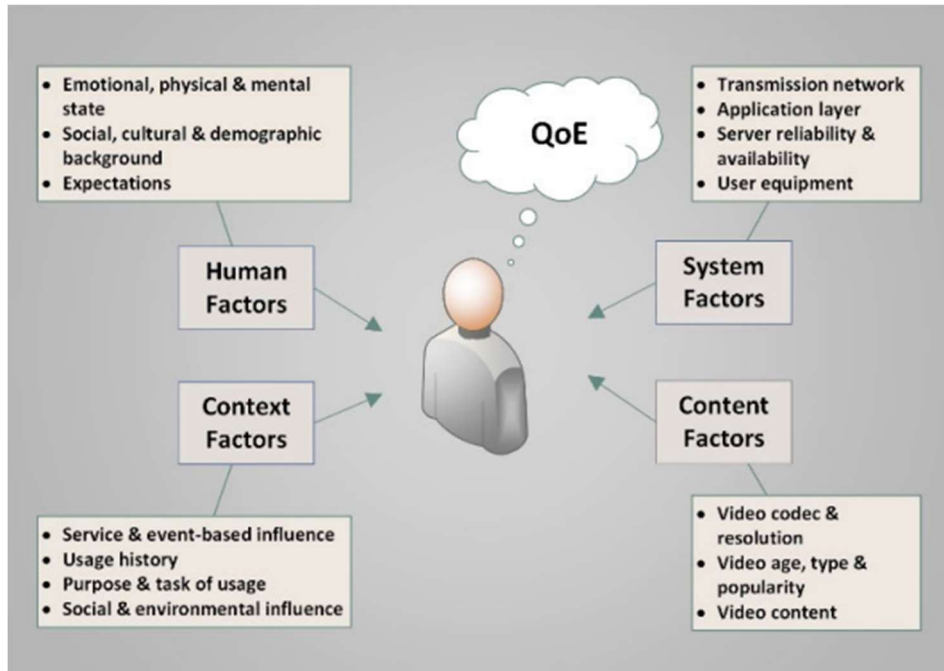 • Emotional, physical & mental
state
• Social, cultural & demographic
background
• Expectations
QoE
• Transmission network
• Application layer
• Server reliability &
availability
• User equipment
Human
Factors
System
Factors
Context
Factors
Content
Factors
• Service & event-based influence
• Usage history
• Purpose & task of usage
• Social & environmental influence
• Video codec &
resolution
• Video age, type &
popularity
• Video content